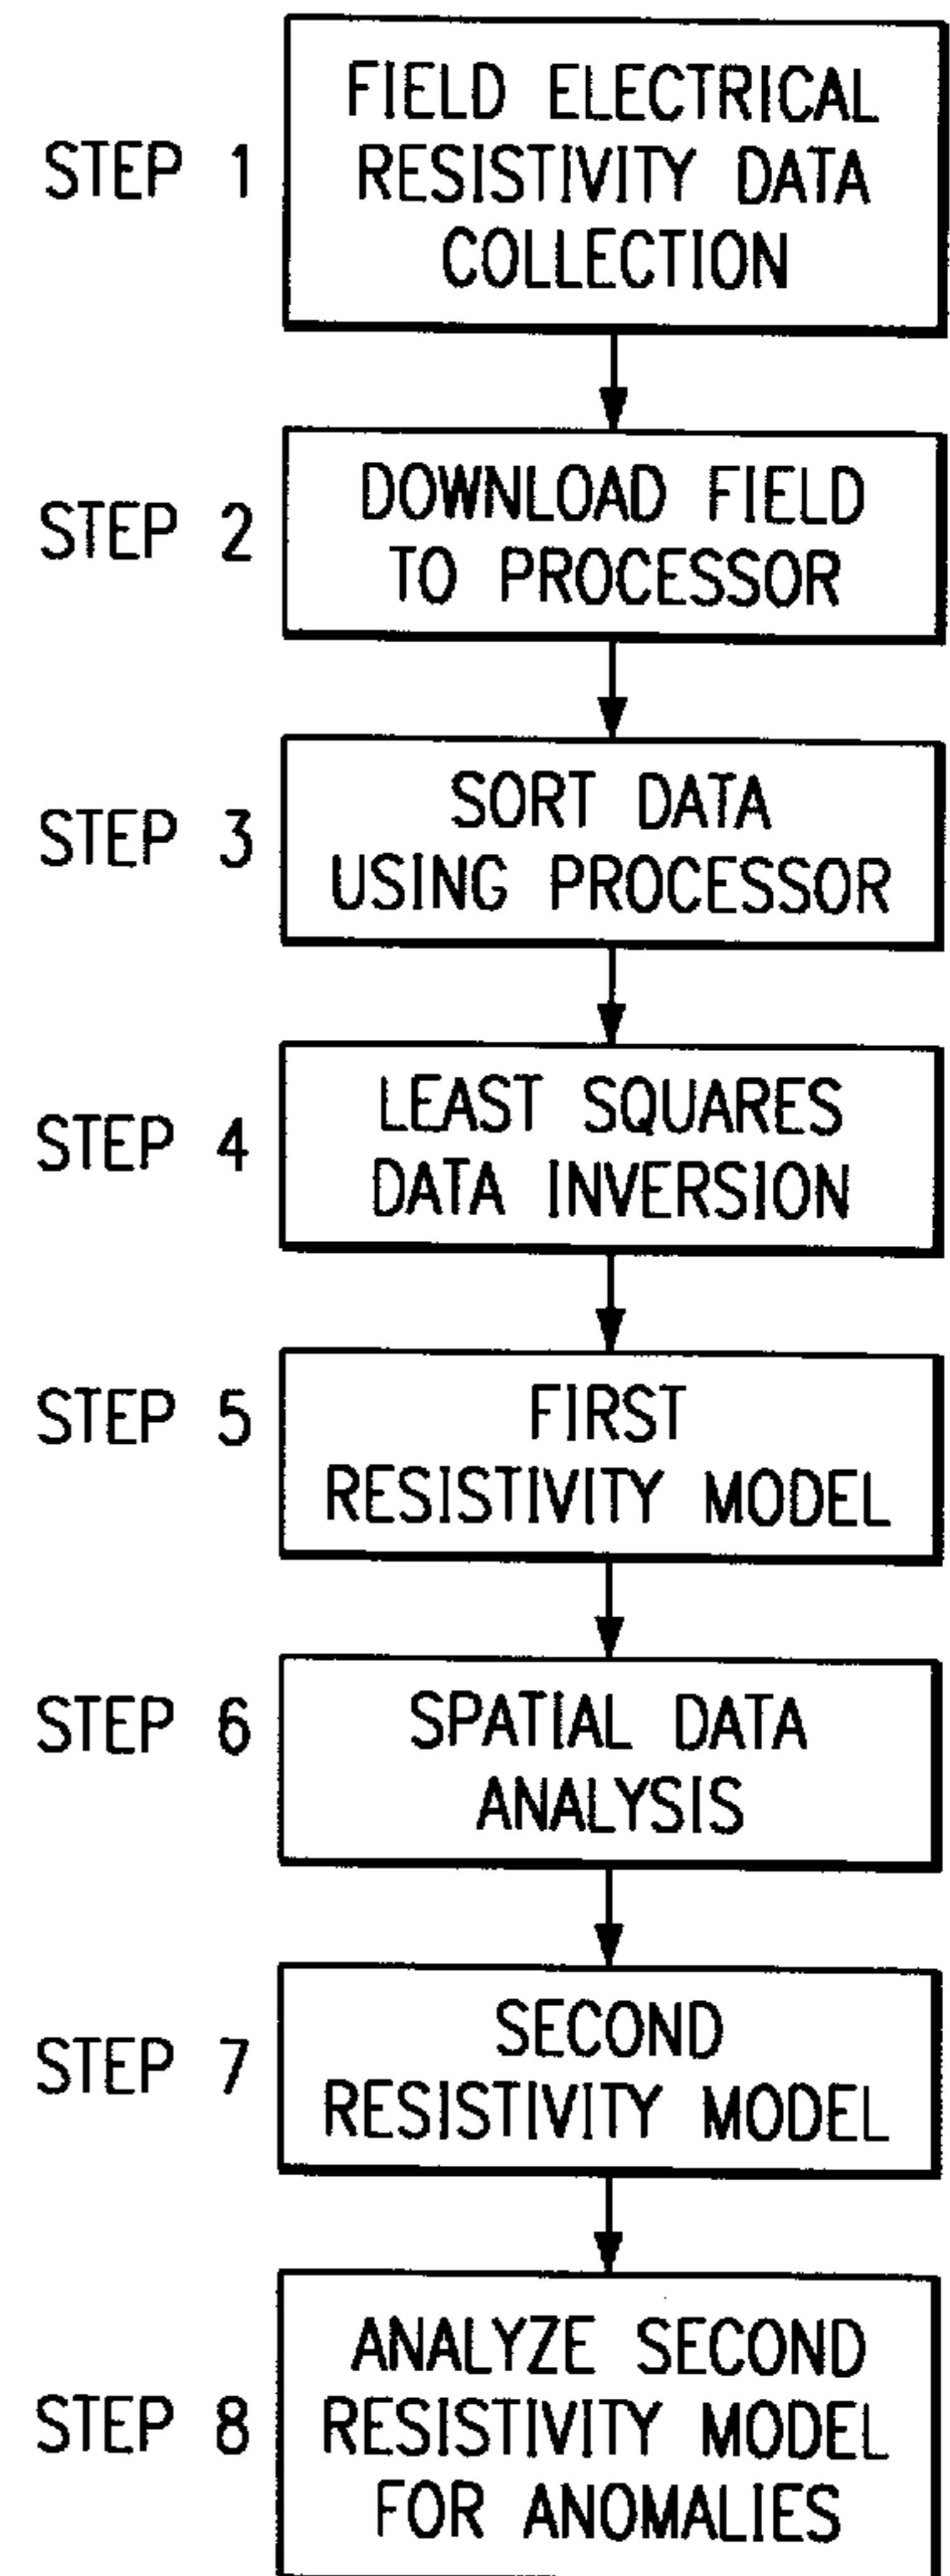 STEP 1
FIELD ELECTRICAL
RESISTIVITY DATA
COLLECTION
STEP 2
DOWNLOAD FIELD
TO PROCESSOR
STEP 3
SORT DATA
USING PROCESSOR
STEP 4
LEAST SQUARES
DATA INVERSION
STEP 5
FIRST
RESISTIVITY MODEL
STEP 6
SPATIAL DATA
ANALYSIS
STEP 7
SECOND
RESISTIVITY MODEL
STEP 8
ANALYZE SECOND
RESISTIVITY MODEL
FOR ANOMALIES